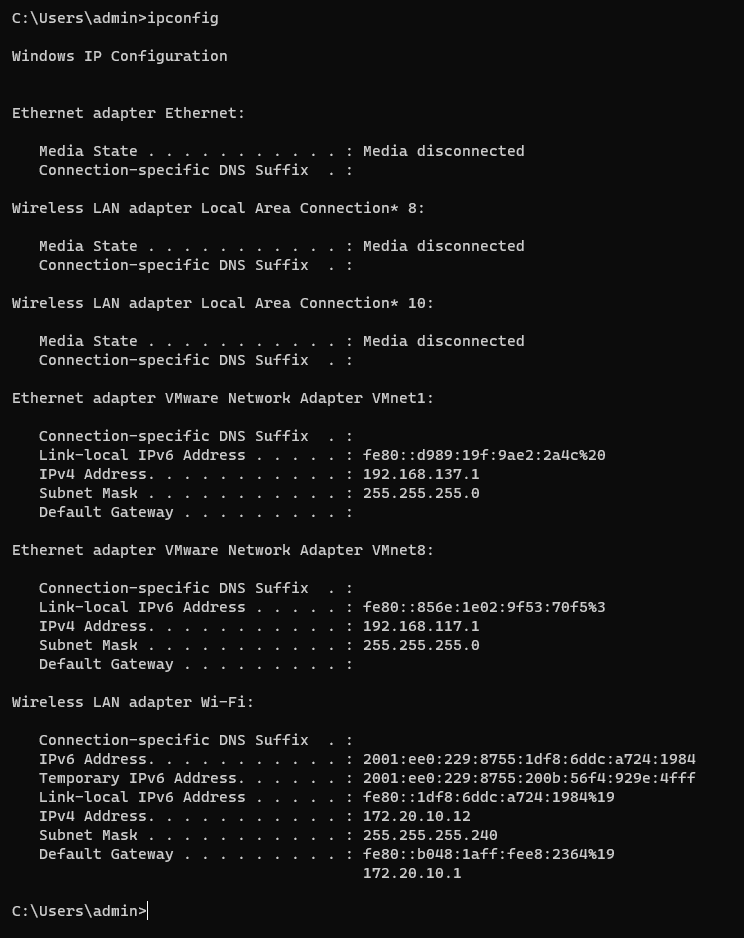 C:\Users\admin>ipconfig
Windows IP Configuration
Ethernet adapter Ethernet:
   Media State . . . . . . . . . . . : Media disconnected
   Connection-specific DNS Suffix  . :
Wireless LAN adapter Local Area Connection* 8:
   Media State . . . . . . . . . . . : Media disconnected
   Connection-specific DNS Suffix  . :
Wireless LAN adapter Local Area Connection* 10:
   Media State . . . . . . . . . . . : Media disconnected
   Connection-specific DNS Suffix  . :
Ethernet adapter VMware Network Adapter VMnet1:
   Connection-specific DNS Suffix  . :
   Link-local IPv6 Address . . . . . : fe80::d989:19f:9ae2:2a4c%20
   IPv4 Address. . . . . . . . . . . : 192.168.137.1
   Subnet Mask . . . . . . . . . . . : 255.255.255.0
   Default Gateway . . . . . . . . . :
Ethernet adapter VMware Network Adapter VMnet8:
   Connection-specific DNS Suffix  . :
   Link-local IPv6 Address . . . . . : fe80::856e:1e02:9f53:70f5%3
   IPv4 Address. . . . . . . . . . . : 192.168.117.1
   Subnet Mask . . . . . . . . . . . : 255.255.255.0
   Default Gateway . . . . . . . . . :
Wireless LAN adapter Wi-Fi:
   Connection-specific DNS Suffix  . :
   IPv6 Address. . . . . . . . . . . : 2001:ee0:229:8755:1df8:6ddc:a724:1984
   Temporary IPv6 Address. . . . . . : 2001:ee0:229:8755:200b:56f4:929e:4fff
   Link-local IPv6 Address . . . . . : fe80::1df8:6ddc:a724:1984%19
   IPv4 Address. . . . . . . . . . . : 172.20.10.12
   Subnet Mask . . . . . . . . . . . : 255.255.255.240
   Default Gateway . . . . . . . . . : fe80::b048:1aff:fee8:2364%19
                                       172.20.10.1
C:\Users\admin>